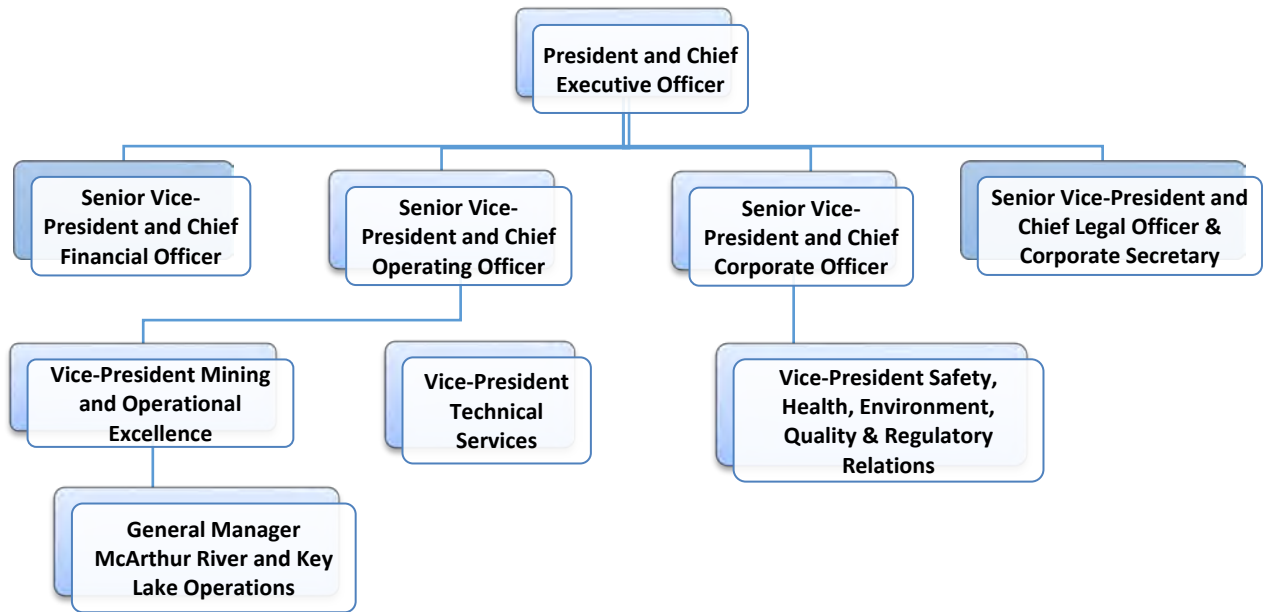 President and Chief
Executive Officer
Senior Vice-
President and Chief
Financial Officer
Senior Vice-
President and Chief
Operating Officer
Senior Vice-
President and Chief
Corporate Officer
Senior Vice-President and
Chief Legal Officer &
Corporate Secretary
Vice-President Mining
and Operational
Excellence
Vice-President
Technical
Services
Vice-President Safety,
Health, Environment,
Quality & Regulatory
Relations
General Manager
McArthur River and Key
Lake Operations